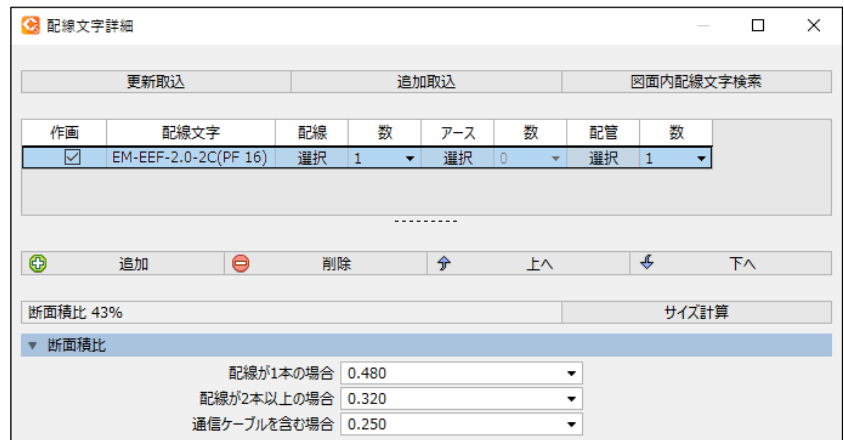 配線文字詳細
更新取込 追加取込 図面内配線文字検索
作画 配線文字 配線 数 アース 数 配管 数
EM-EEF-2.0-2C(PF 16) 選択 1 選択 0 選択 1
追加 削除 上へ 下へ
断面積比 43% サイズ計算
断面積比
配線が1本の場合 0.480
配線が2本以上の場合 0.320
通信ケーブルを含む場合 0.250